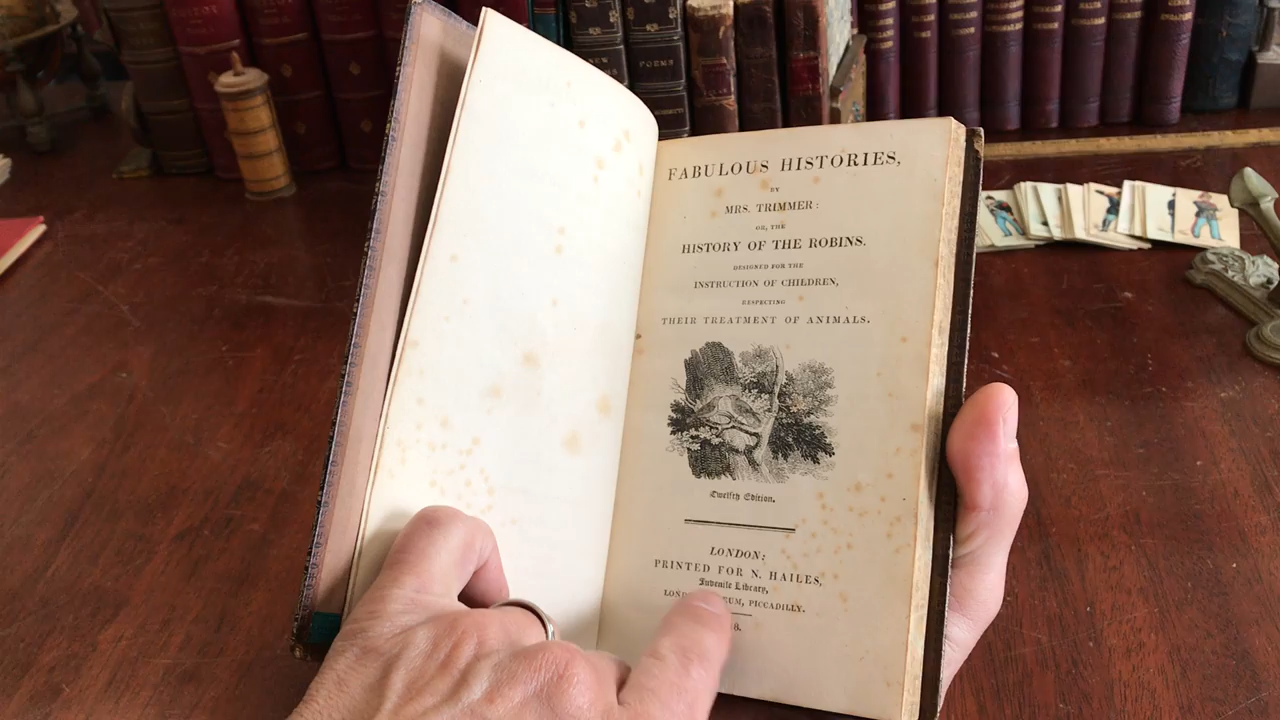 FABULOUS HISTORIES,
BY
MRS. TRIMMER:
OR, THE
HISTORY OF THE ROBINS.
DESIGNED FOR THE
INSTRUCTION OF CHILDREN,
RESPECTING
THEIR TREATMENT OF ANIMALS.
Twelfth Edition.
LONDON:
PRINTED FOR N. HAILES,
Juvenile Library,
PICCADILLY.
8.
POEMS